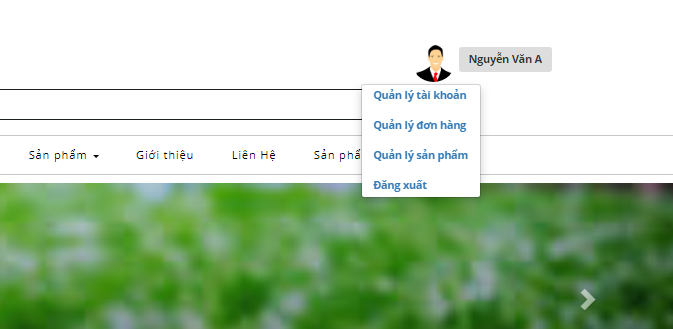 Nguyễn Văn A
Quản lý tài khoản
Quản lý đơn hàng
Sản phẩm Giới thiệu Liên Hệ Sản
Quản lý sản phẩm
Đăng xuất